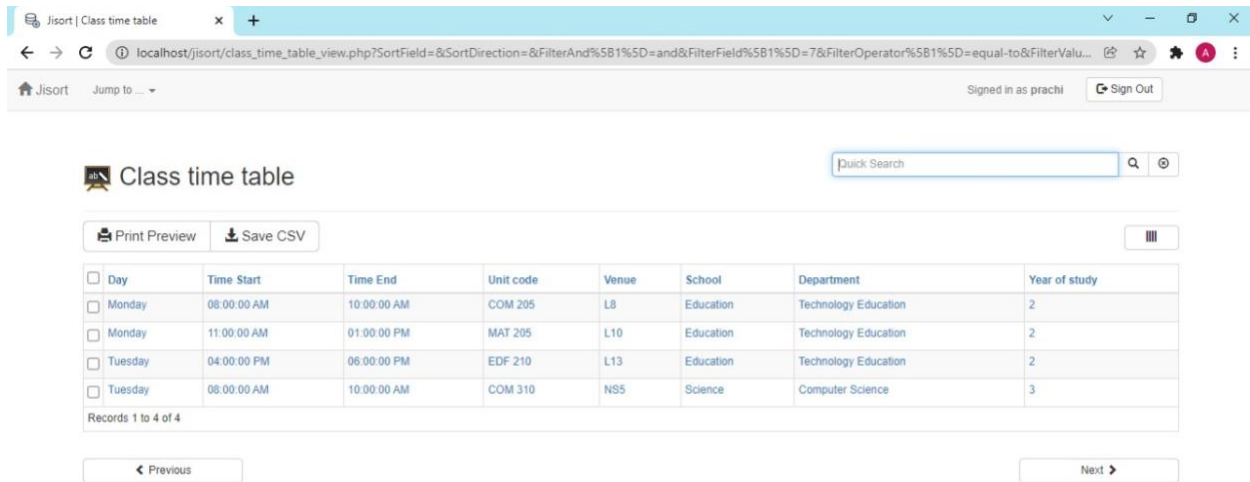 Jisort | Class time table
localhost/jisort/class_time_table_view.php?SortField=&SortDirection=&FilterAnd%5B1%5D=and&FilterField%5B1%5D=7&FilterOperator%5B1%5D=equal-to&FilterValu...
A
Jisort Jump to ... Signed in as prachi Sign Out
Quick Search
Class time table
Print Preview Save CSV
Day Time Start Time End Unit code Venue School Department Year of study
Monday 08:00:00 AM 10:00:00 AM COM 205 L8 Education Technology Education 2
Monday 11:00:00 AM 01:00:00 PM MAT 205 L10 Education Technology Education 2
Tuesday 04:00:00 PM 06:00:00 PM EDF 210 L13 Education Technology Education 2
Tuesday 08:00:00 AM 10:00:00 AM COM 310 NS5 Science Computer Science 3
Records 1 to 4 of 4
Previous Next